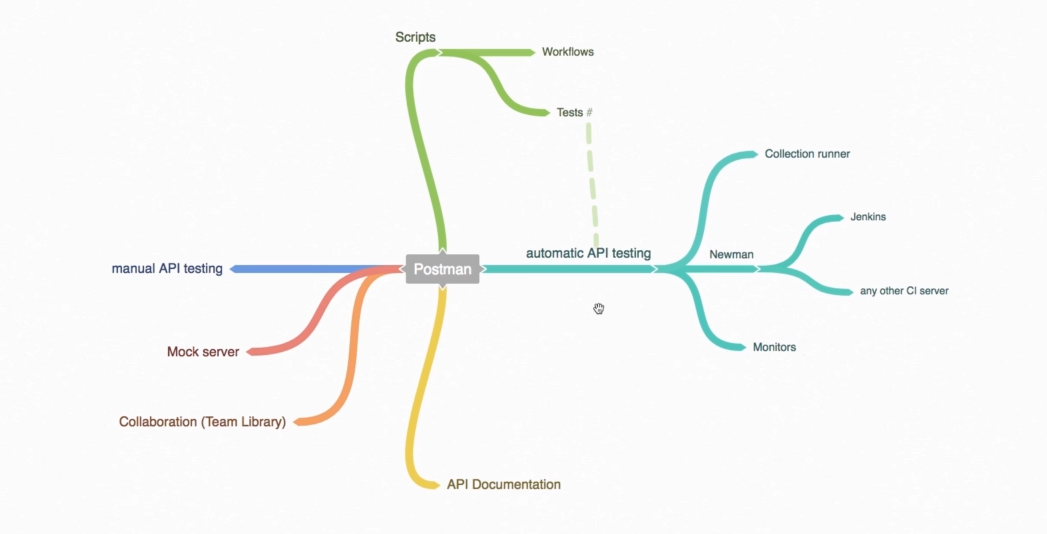 Scripts
Workflows
Tests #
Collection runner
Jenkins
automatic API testing
Newman
manual API testing
Postman
any other CI server
Monitors
Mock server
Collaboration (Team Library)
API Documentation